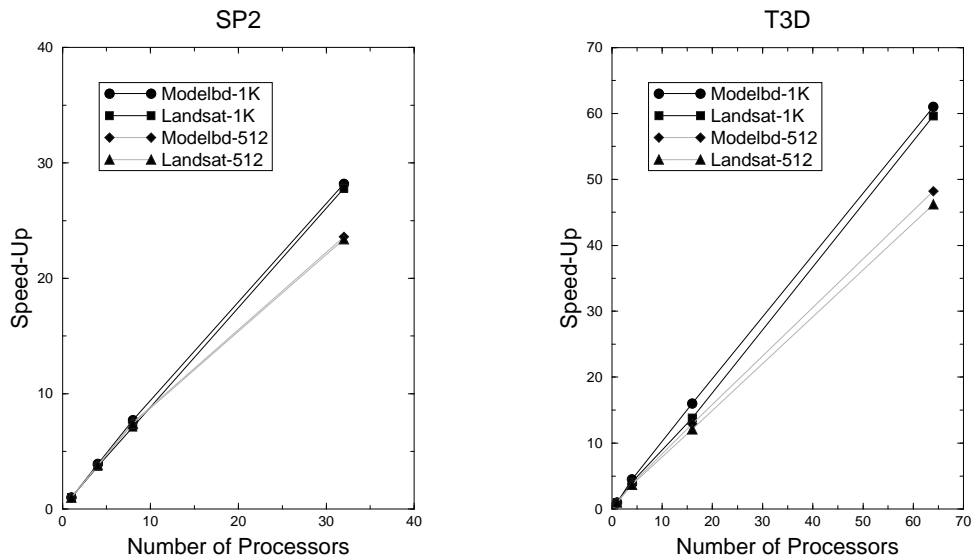 SP2
40
30
20
10
0
Speed-Up
Modelbd-1K
Landsat-1K
Modelbd-512
Landsat-512
0 10 20 30 40
Number of Processors
T3D
70
60
50
40
30
20
10
0
Speed-Up
Modelbd-1K
Landsat-1K
Modelbd-512
Landsat-512
0 10 20 30 40 50 60 70
Number of Processors